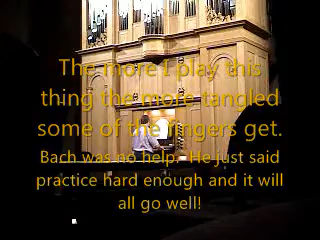 The more I play this
thing the more tangled
some of the fingers get.
Bach was no help. He just said
practice hard enough and it will
all go well!